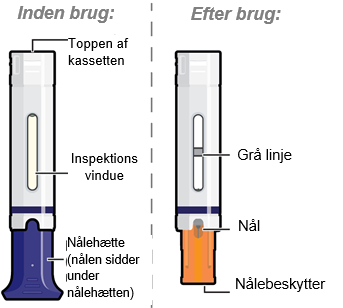 Inden brug:
Toppen af
kassetten
Inspektions
vindue
Nålehætte
(nålen sidder
under
nålehætten)
Efter brug:
Grå linje
Nål
Nålebeskytter